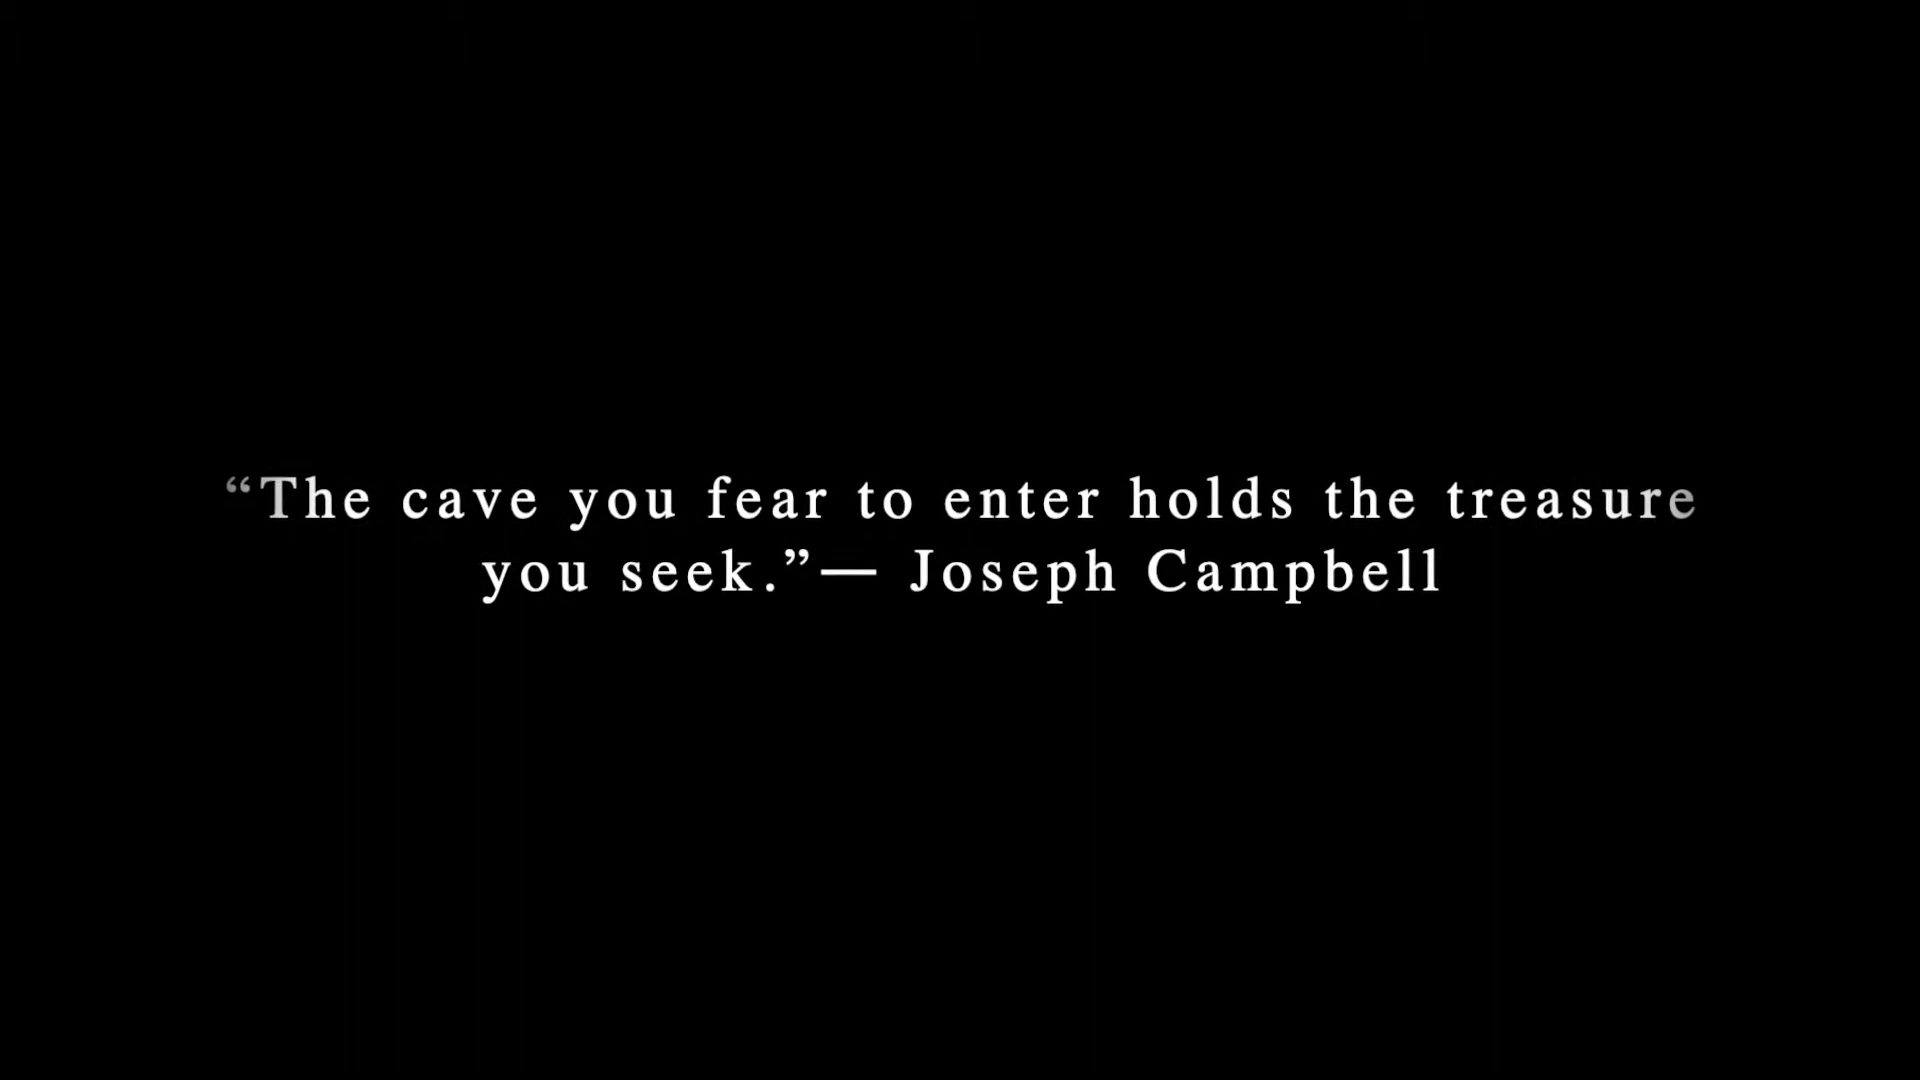 “The cave you fear to enter holds the treasure
you seek.”— Joseph Campbell